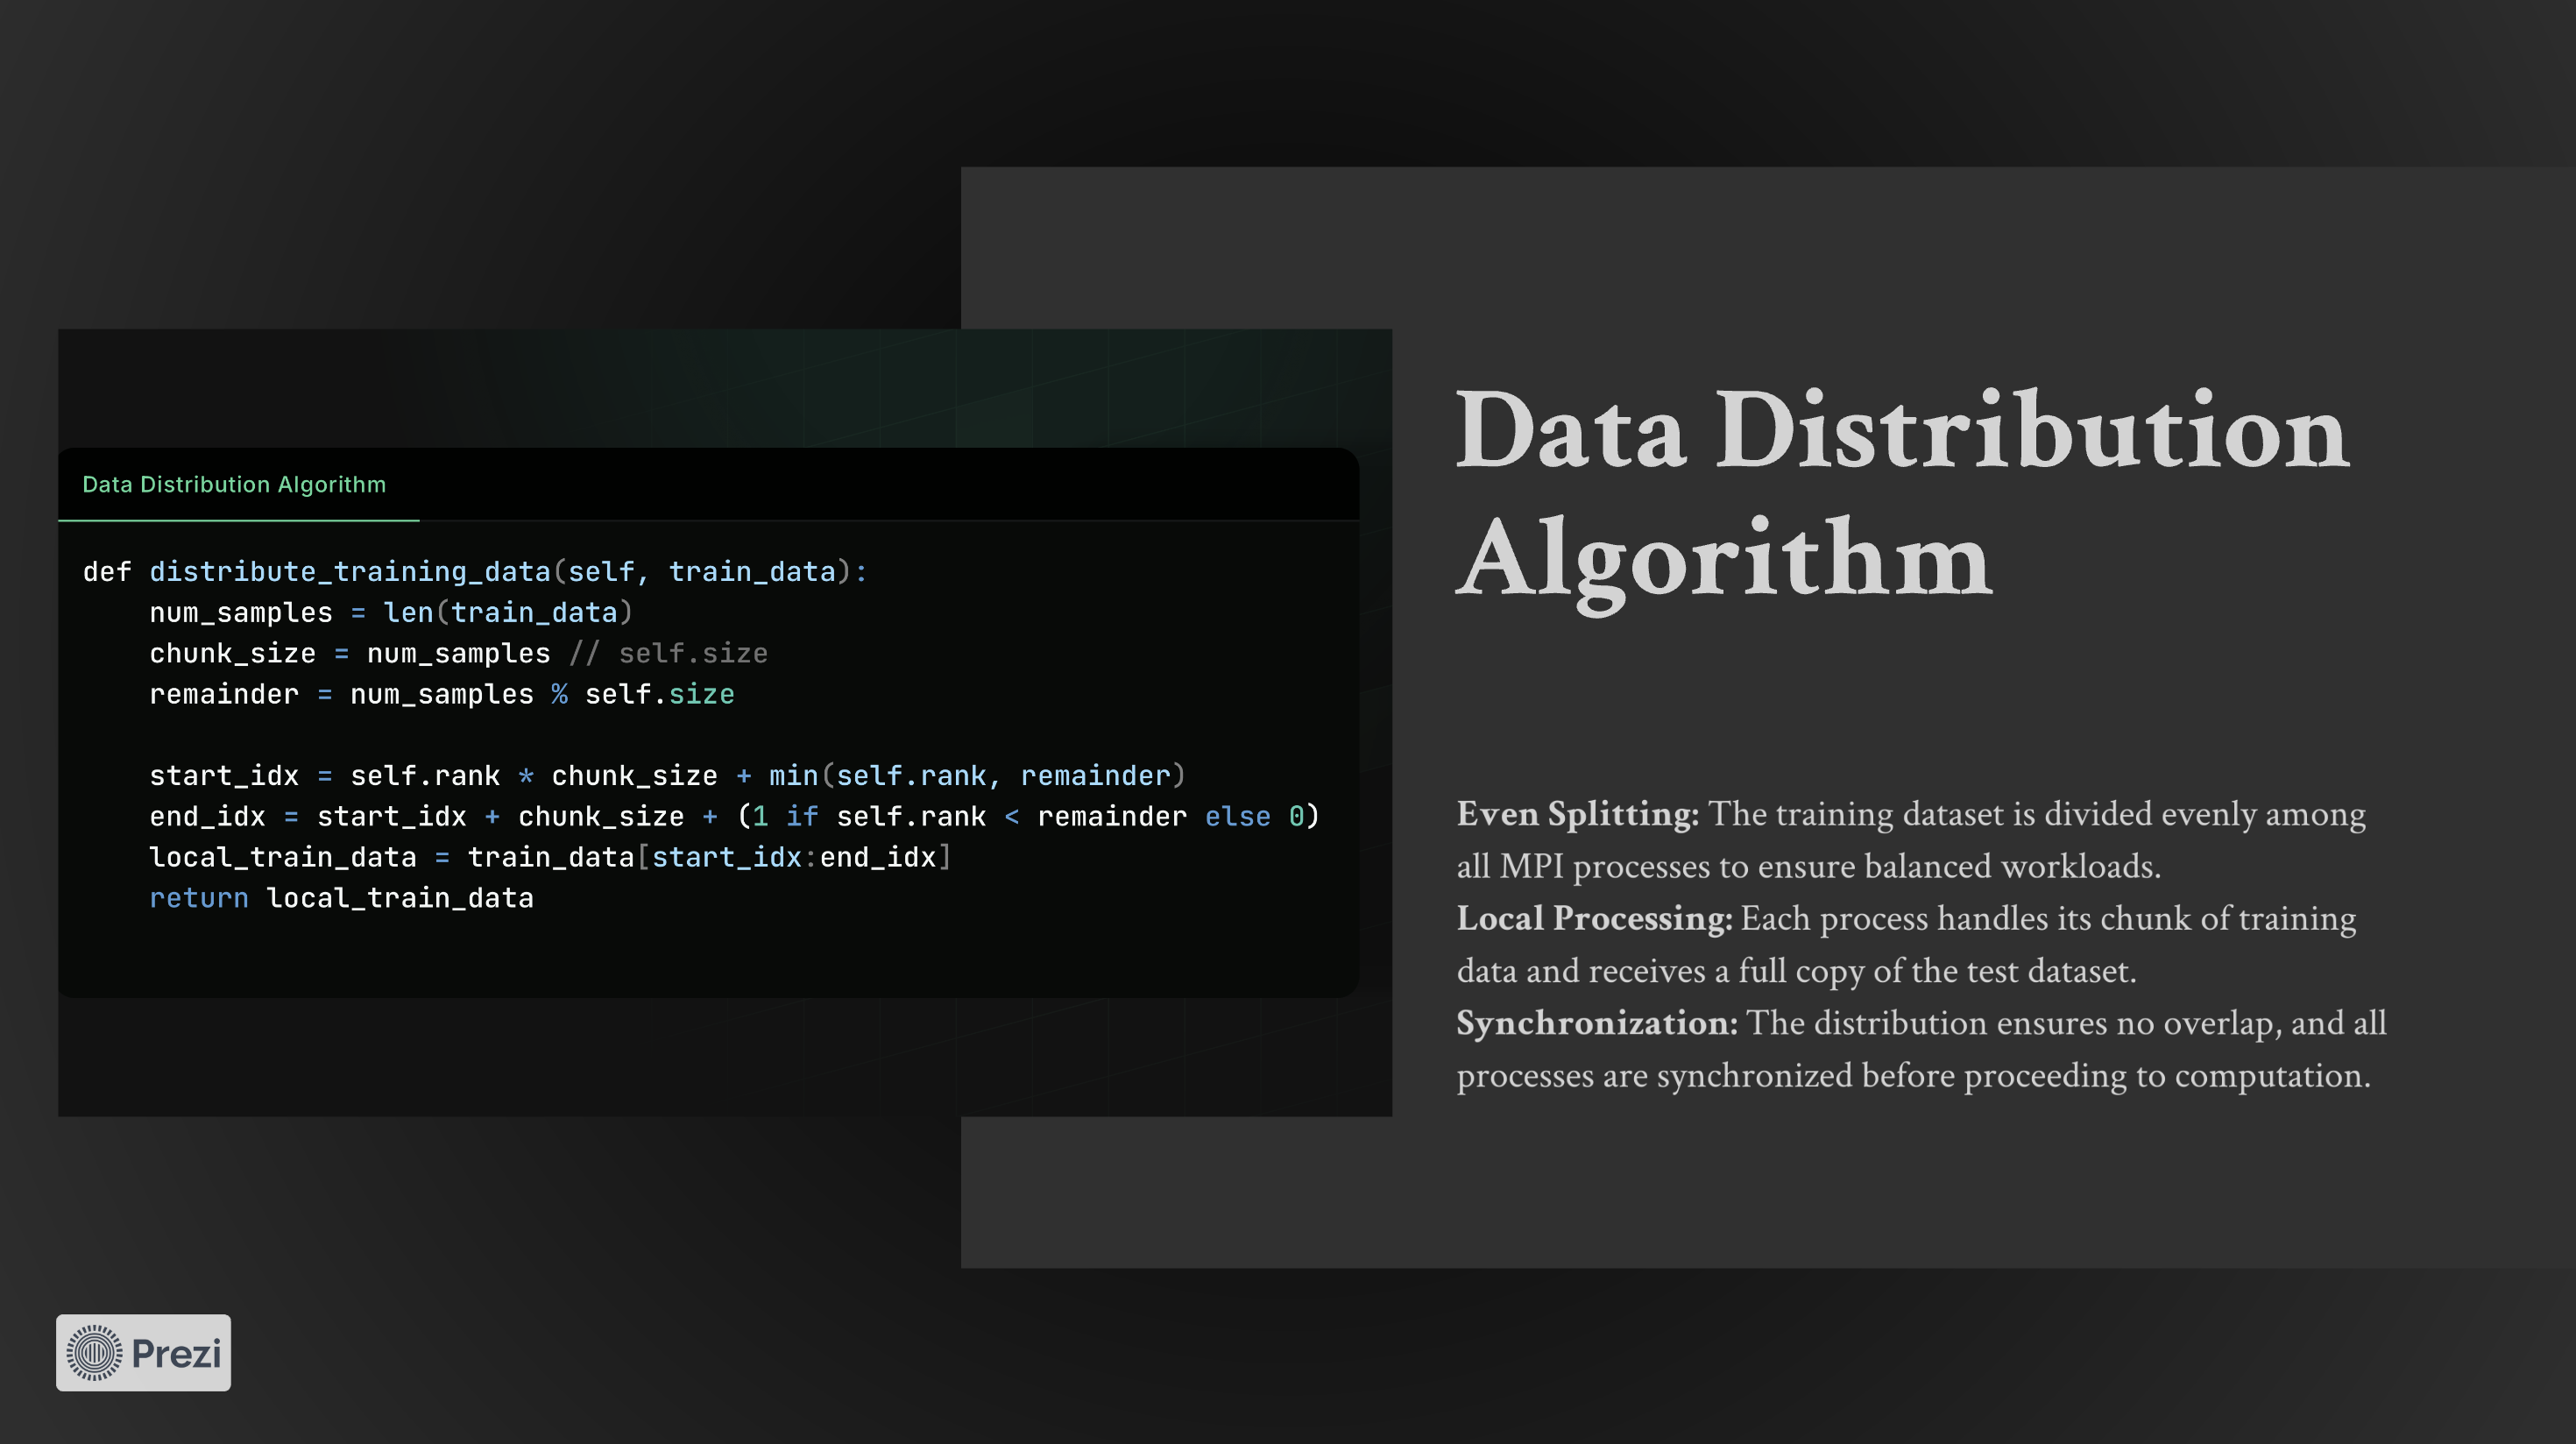 Data Distribution Algorithm
def distribute_training_data(self, train_data):
    num_samples = len(train_data)
    chunk_size = num_samples // self.size
    remainder = num_samples % self.size

    start_idx = self.rank * chunk_size + min(self.rank, remainder)
    end_idx = start_idx + chunk_size + (1 if self.rank < remainder else 0)
    local_train_data = train_data[start_idx:end_idx]
    return local_train_data
Data Distribution
Algorithm
Even Splitting: The training dataset is divided evenly among
all MPI processes to ensure balanced workloads.
Local Processing: Each process handles its chunk of training
data and receives a full copy of the test dataset.
Synchronization: The distribution ensures no overlap, and all
processes are synchronized before proceeding to computation.
Prezi